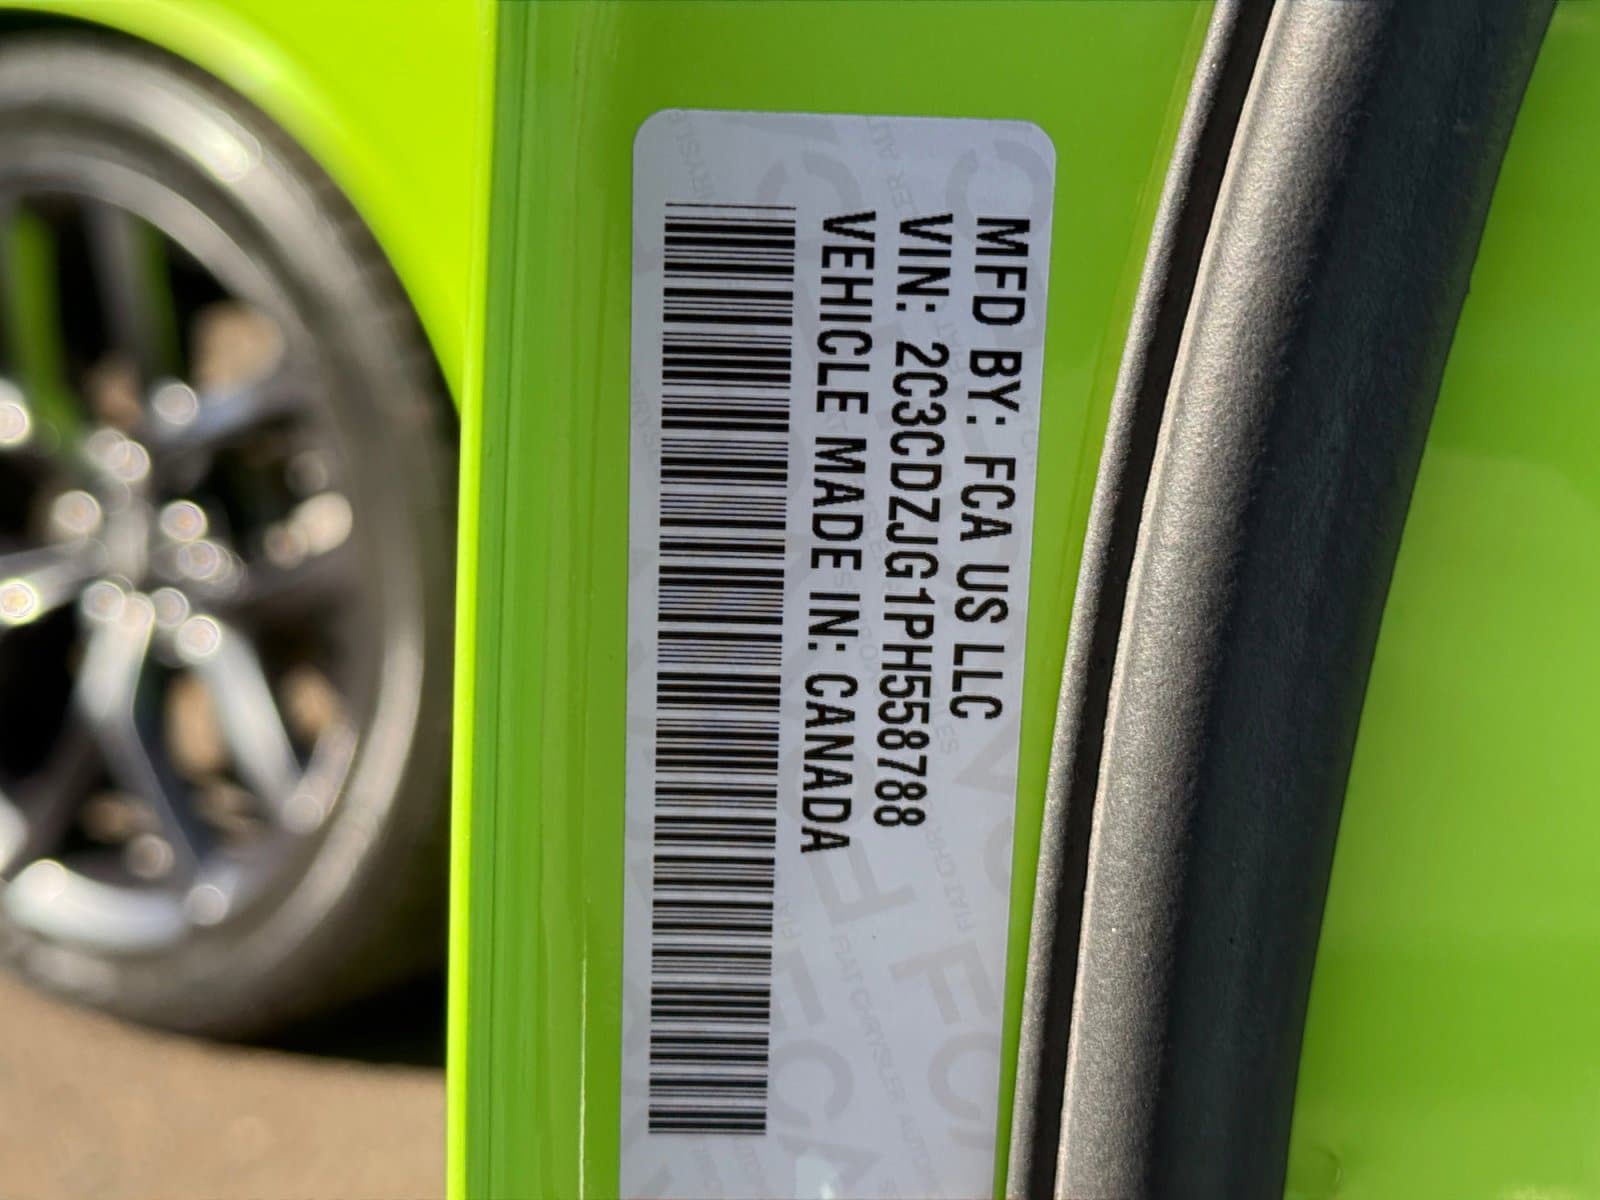 MFD BY: FCA US LLC
VIN: 2C3CDZJG1PH558788
VEHICLE MADE IN: CANADA